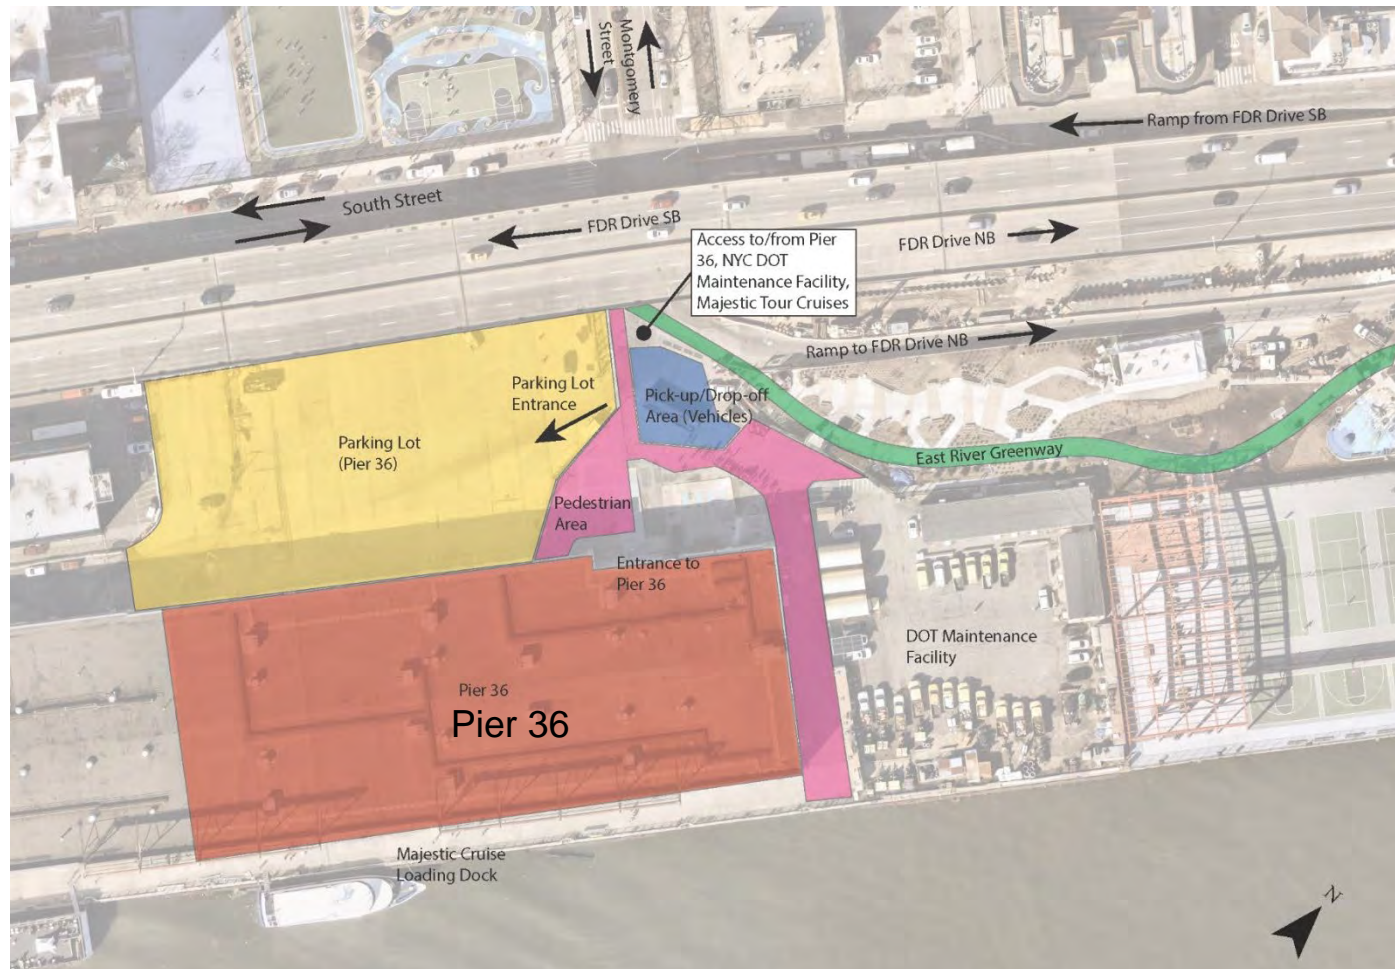 Montgomery
Street
Ramp from FDR Drive SB
South Street
FDR Drive SB
FDR Drive NB
Access to/from Pier
36, NYC DOT
Maintenance Facility,
Majestic Tour Cruises
Ramp to FDR Drive NB
Parking Lot
Entrance
Pick-up/Drop-off
Area (Vehicles)
Parking Lot
(Pier 36)
East River Greenway
Pedestrian
Area
Entrance to
Pier 36
DOT Maintenance
Facility
Pier 36
Pier 36
Majestic Cruise
Loading Dock
N